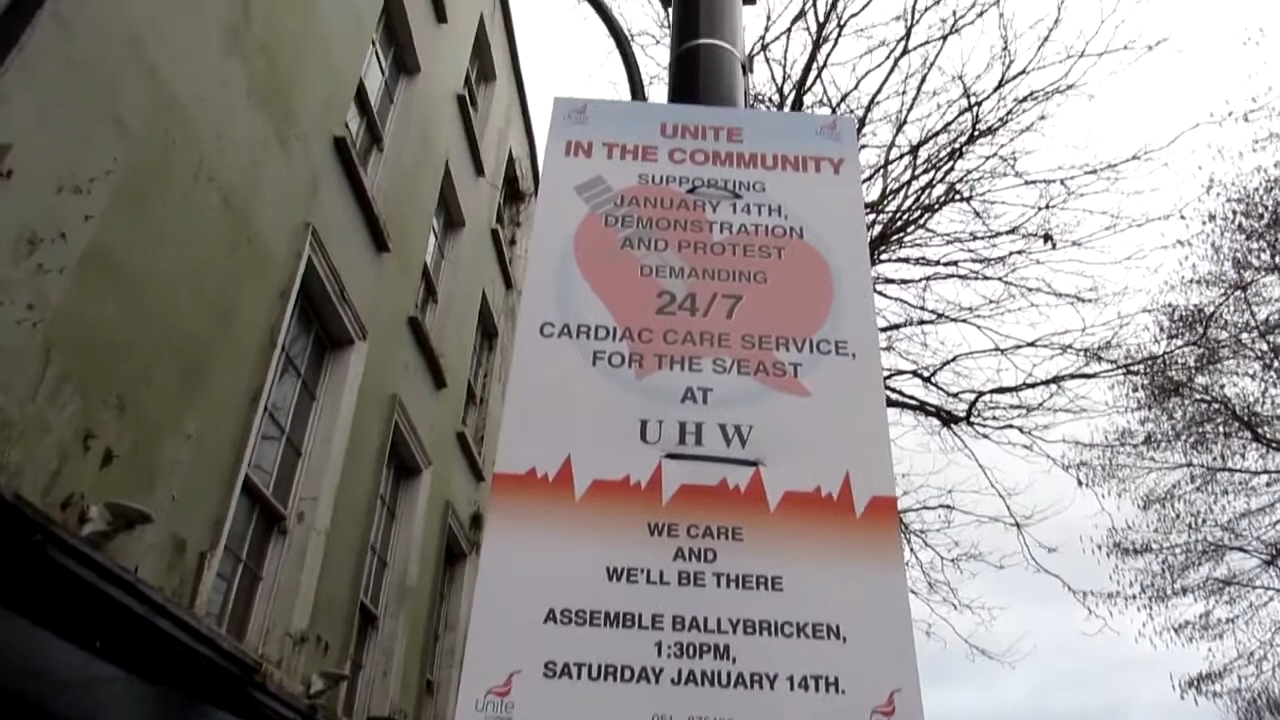 UNITE
IN THE COMMUNITY
SUPPORTING
JANUARY 14TH,
DEMONSTRATION
AND PROTEST
DEMANDING
24/7
CARDIAC CARE SERVICE,
FOR THE S/EAST
AT
UHW
WE CARE
AND
WE'LL BE THERE
ASSEMBLE BALLYBRICKEN,
1:30PM,
SATURDAY JANUARY 14TH.
unite